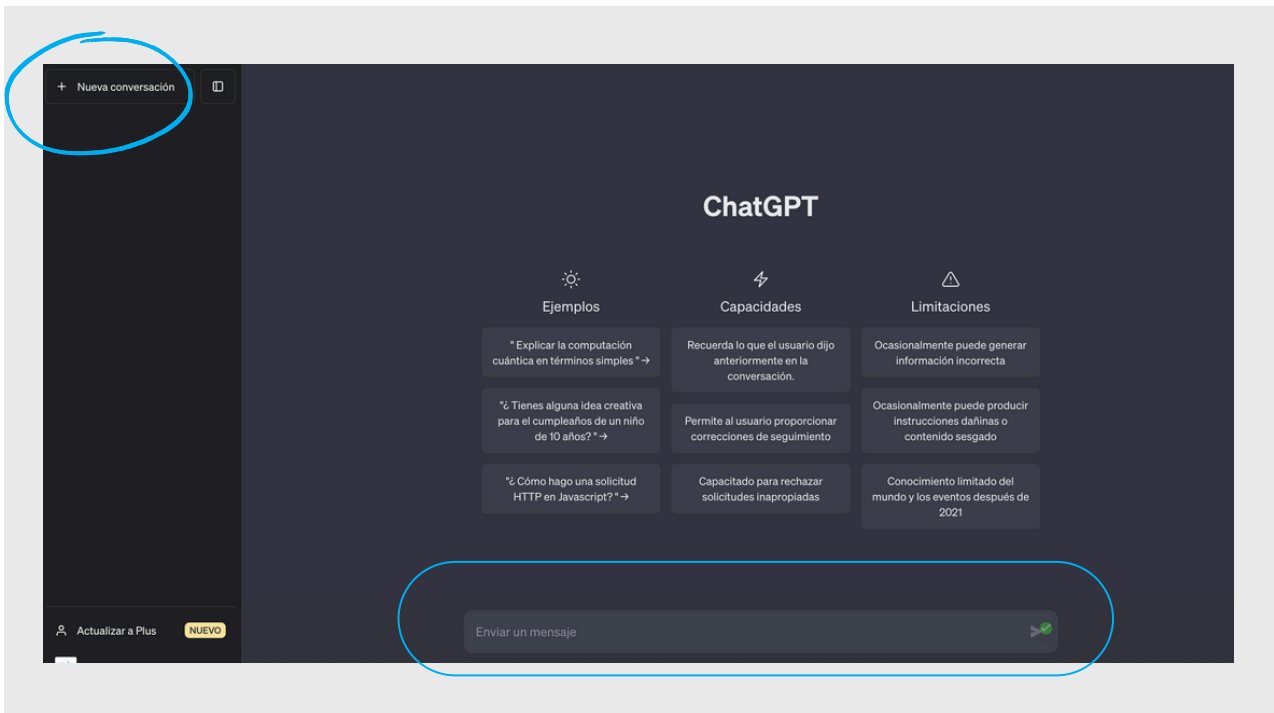 Nueva conversación
ChatGPT
Ejemplos
"Explicar la computación
cuántica en términos simples" →
"¿ Tienes alguna idea creativa
para el cumpleaños de un niño
de 10 años?" →
"¿ Cómo hago una solicitud
HTTP en Javascript?" →
Capacidades
Recuerda lo que el usuario dijo
anteriormente en la
conversación.
Permite al usuario proporcionar
correcciones de seguimiento
Capacitado para rechazar
solicitudes inapropiadas
Limitaciones
Ocasionalmente puede generar
información incorrecta
Ocasionalmente puede producir
instrucciones dañinas o
contenido sesgado
Conocimiento limitado del
mundo y los eventos después de
2021
Actualizar a Plus NUEVO
Enviar un mensaje